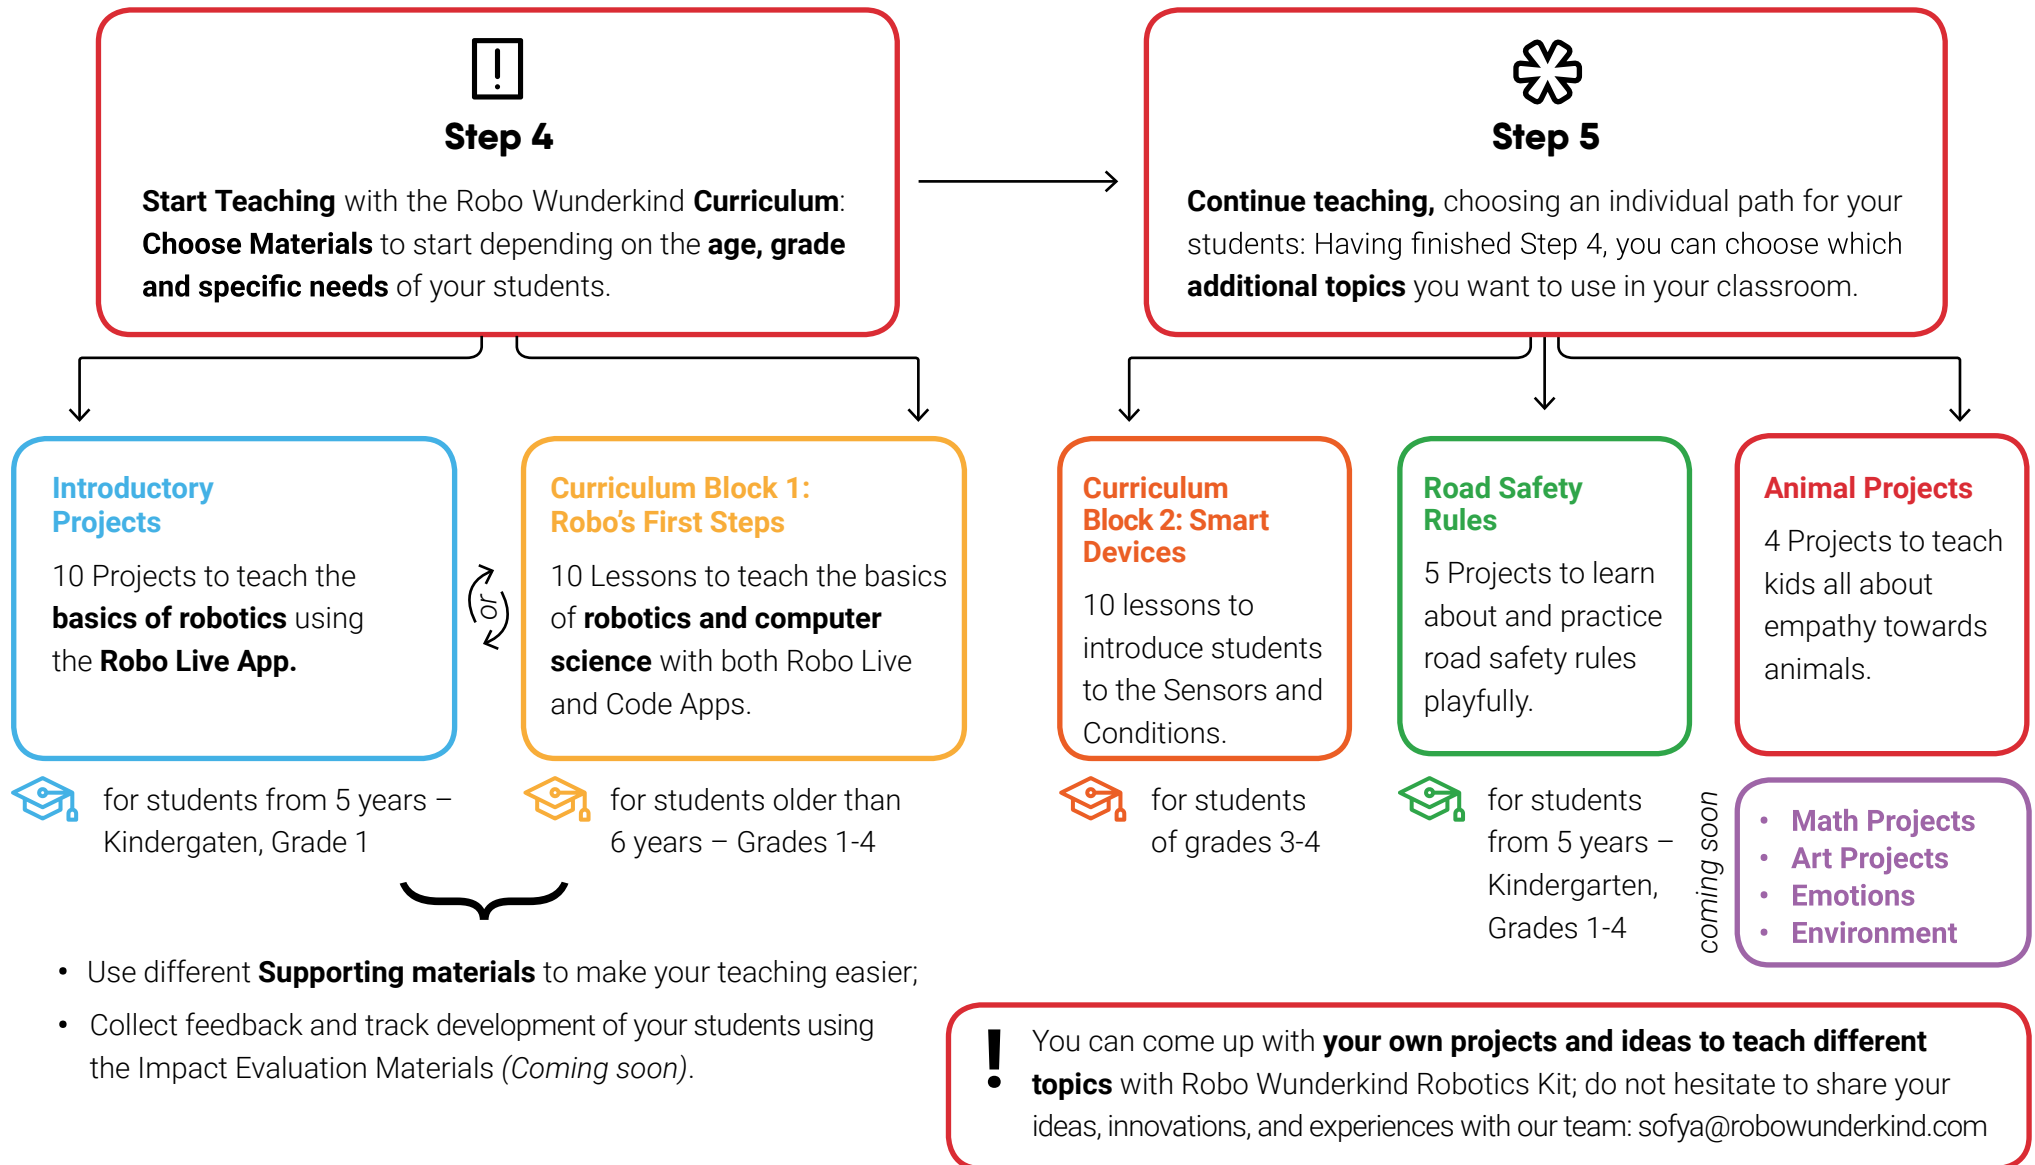 Step 4
Start Teaching with the Robo Wunderkind Curriculum:
Choose Materials to start depending on the age, grade
and specific needs of your students.
Step 5
Continue teaching, choosing an individual path for your
students: Having finished Step 4, you can choose which
additional topics you want to use in your classroom.
Introductory
Projects
10 Projects to teach the
basics of robotics using
the Robo Live App.
or
Curriculum Block 1:
Robo's First Steps
10 Lessons to teach the basics
of robotics and computer
science with both Robo Live
and Code Apps.
Curriculum
Block 2: Smart
Devices
10 lessons to
introduce students
to the Sensors and
Conditions.
Road Safety
Rules
5 Projects to learn
about and practice
road safety rules
playfully.
Animal Projects
4 Projects to teach
kids all about
empathy towards
animals.
for students from 5 years –
Kindergaten, Grade 1
for students older than
6 years – Grades 1-4
for students
of grades 3-4
for students
from 5 years –
Kindergarten,
Grades 1-4
coming soon
• Math Projects
• Art Projects
• Emotions
• Environment
• Use different Supporting materials to make your teaching easier;
• Collect feedback and track development of your students using
the Impact Evaluation Materials (Coming soon).
! You can come up with your own projects and ideas to teach different
topics with Robo Wunderkind Robotics Kit; do not hesitate to share your
ideas, innovations, and experiences with our team: sofya@robowunderkind.com